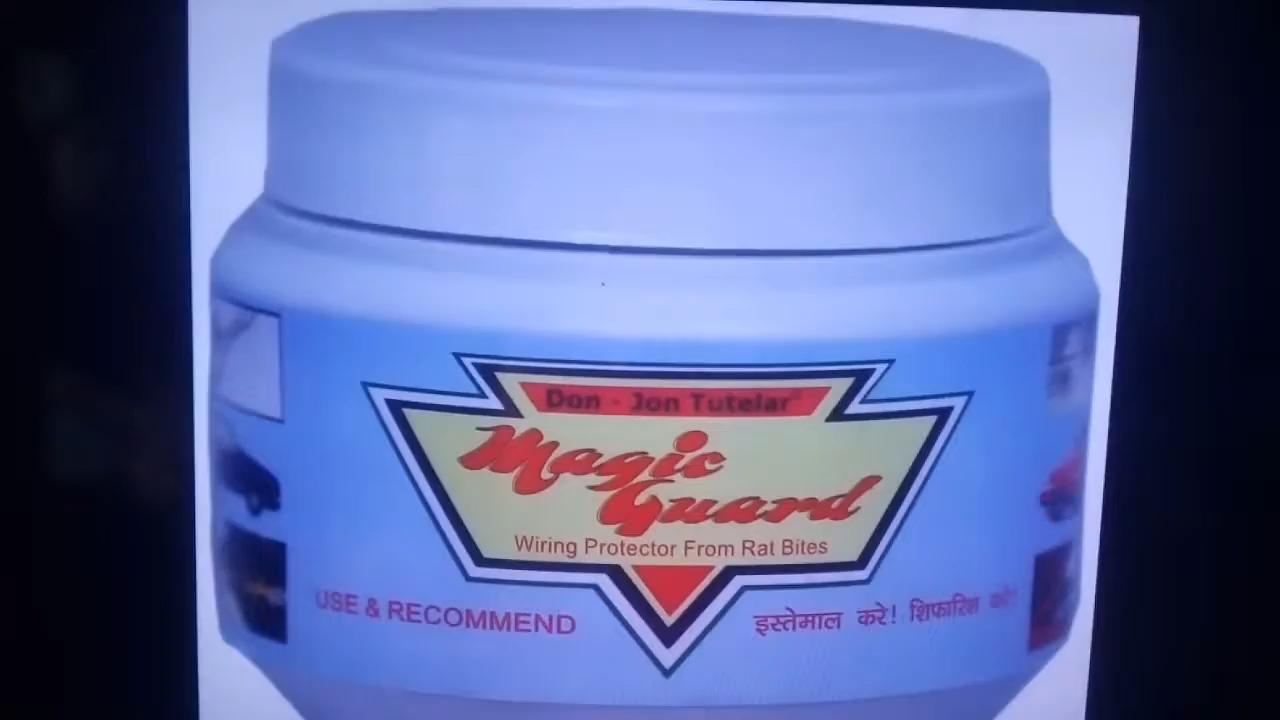 Don - Jon Tutelar
Magic
Guard
Wiring Protector From Rat Bites
USE & RECOMMEND
इस्तेमाल करे! शिफारिश करे!